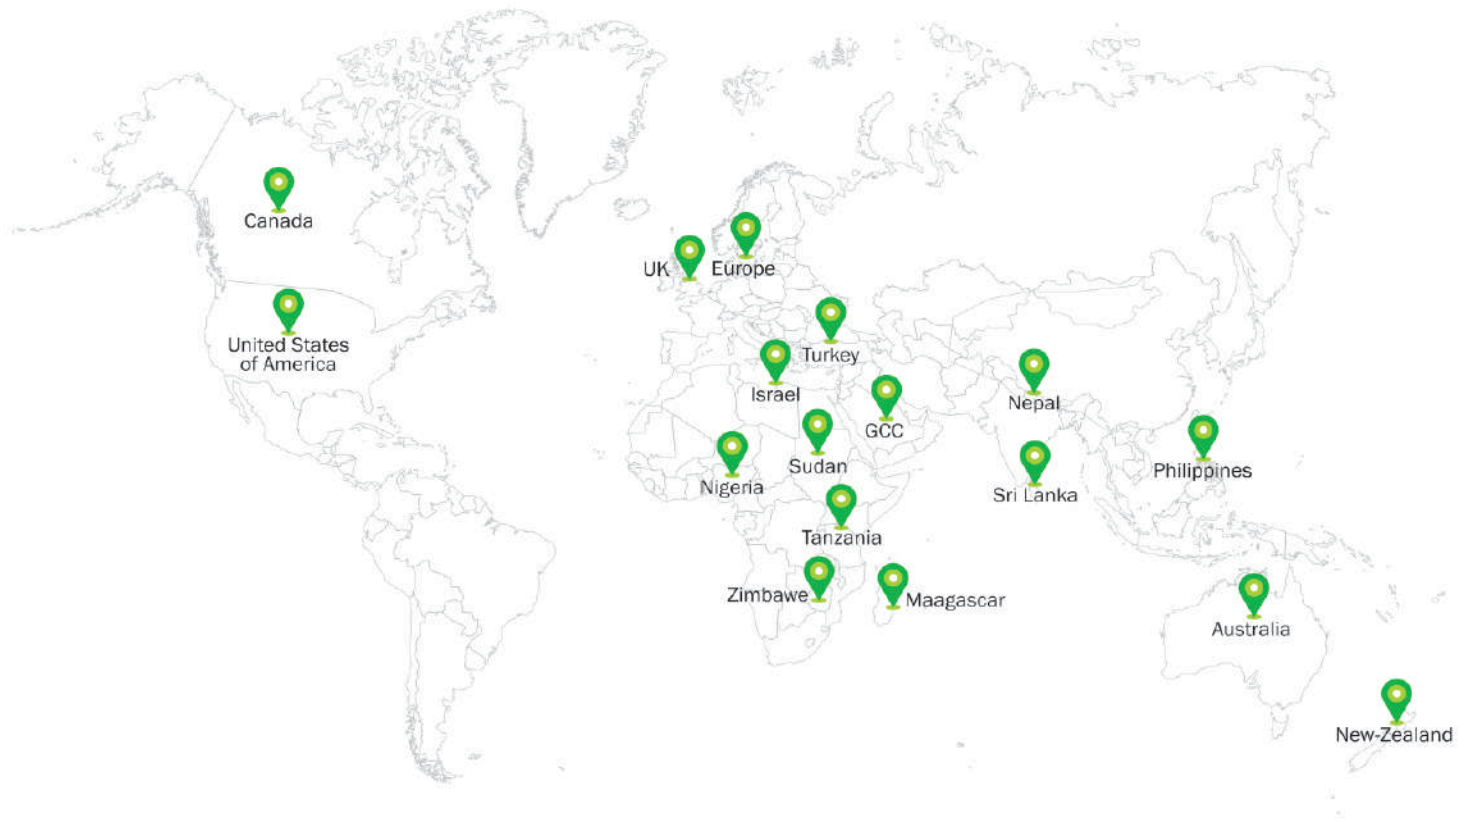 Canada
UK
Europe
United States
of America
Turkey
Israel
Nepal
GCC
Sudan
Philippines
Nigeria
Sri Lanka
Tanzania
Zimbawe
Maagascar
Australia
New-Zealand